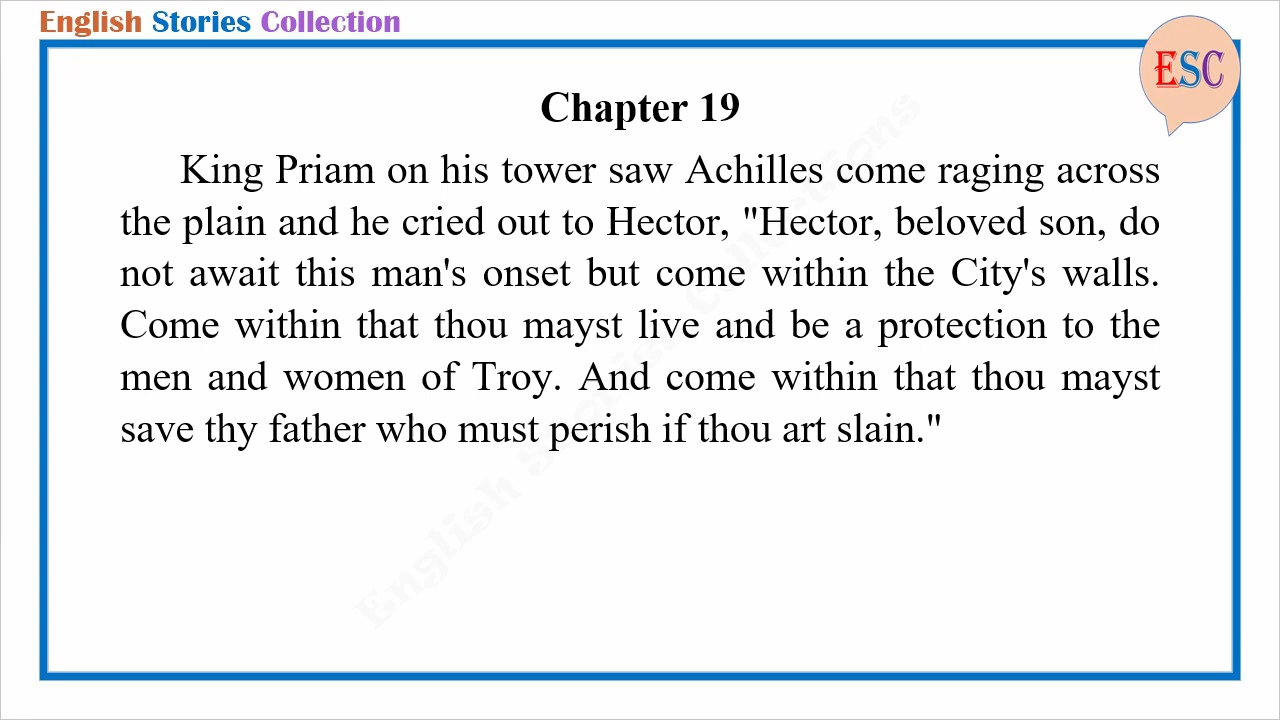 English Stories Collection
ESC
Chapter 19
King Priam on his tower saw Achilles come raging across
the plain and he cried out to Hector, "Hector, beloved son, do
not await this man's onset but come within the City's walls.
Come within that thou mayst live and be a protection to the
men and women of Troy. And come within that thou mayst
save thy father who must perish if thou art slain."
English Stories Collections